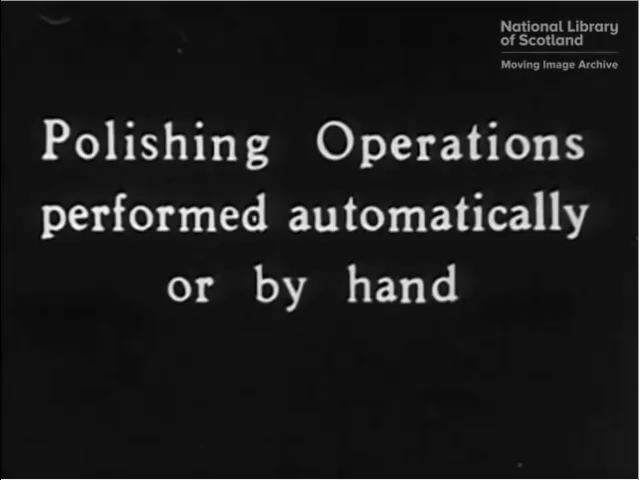 National Library
of Scotland
Moving Image Archive
Polishing Operations
performed automatically
or by hand